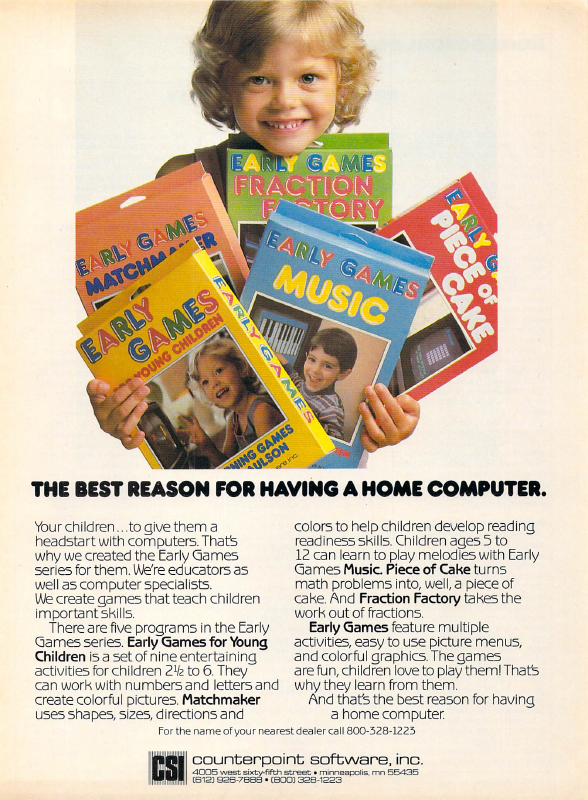 EARLY GAMES
FRACTION
FACTORY
EARLY GAMES
MATCHMAKER
EARLY GAMES
MUSIC
EARLY G
PIECE OF
CAKE
EARLY
GAMES
FOR YOUNG CHILDREN
EARLY GAMES
THE BEST REASON FOR HAVING A HOME COMPUTER.
Your children...to give them a
headstart with computers. That's
why we created the Early Games
series for them. We're educators as
well as computer specialists.
We create games that teach children
important skills.
There are five programs in the Early
Games series. Early Games for Young
Children is a set of nine entertaining
activities for children 2½ to 6. They
can work with numbers and letters and
create colorful pictures. Matchmaker
uses shapes, sizes, directions and
colors to help children develop reading
readiness skills. Children ages 5 to
12 can learn to play melodies with Early
Games Music. Piece of Cake turns
math problems into, well, a piece of
cake. And Fraction Factory takes the
work out of fractions.
Early Games feature multiple
activities, easy to use picture menus,
and colorful graphics. The games
are fun, children love to play them! That's
why they learn from them.
And that's the best reason for having
a home computer.
For the name of your nearest dealer call 800-328-1223
CSI
counterpoint software, inc.
4005 west sixty-fifth street • minneapolis, mn 55435
(612) 926-7888 • (800) 328-1223